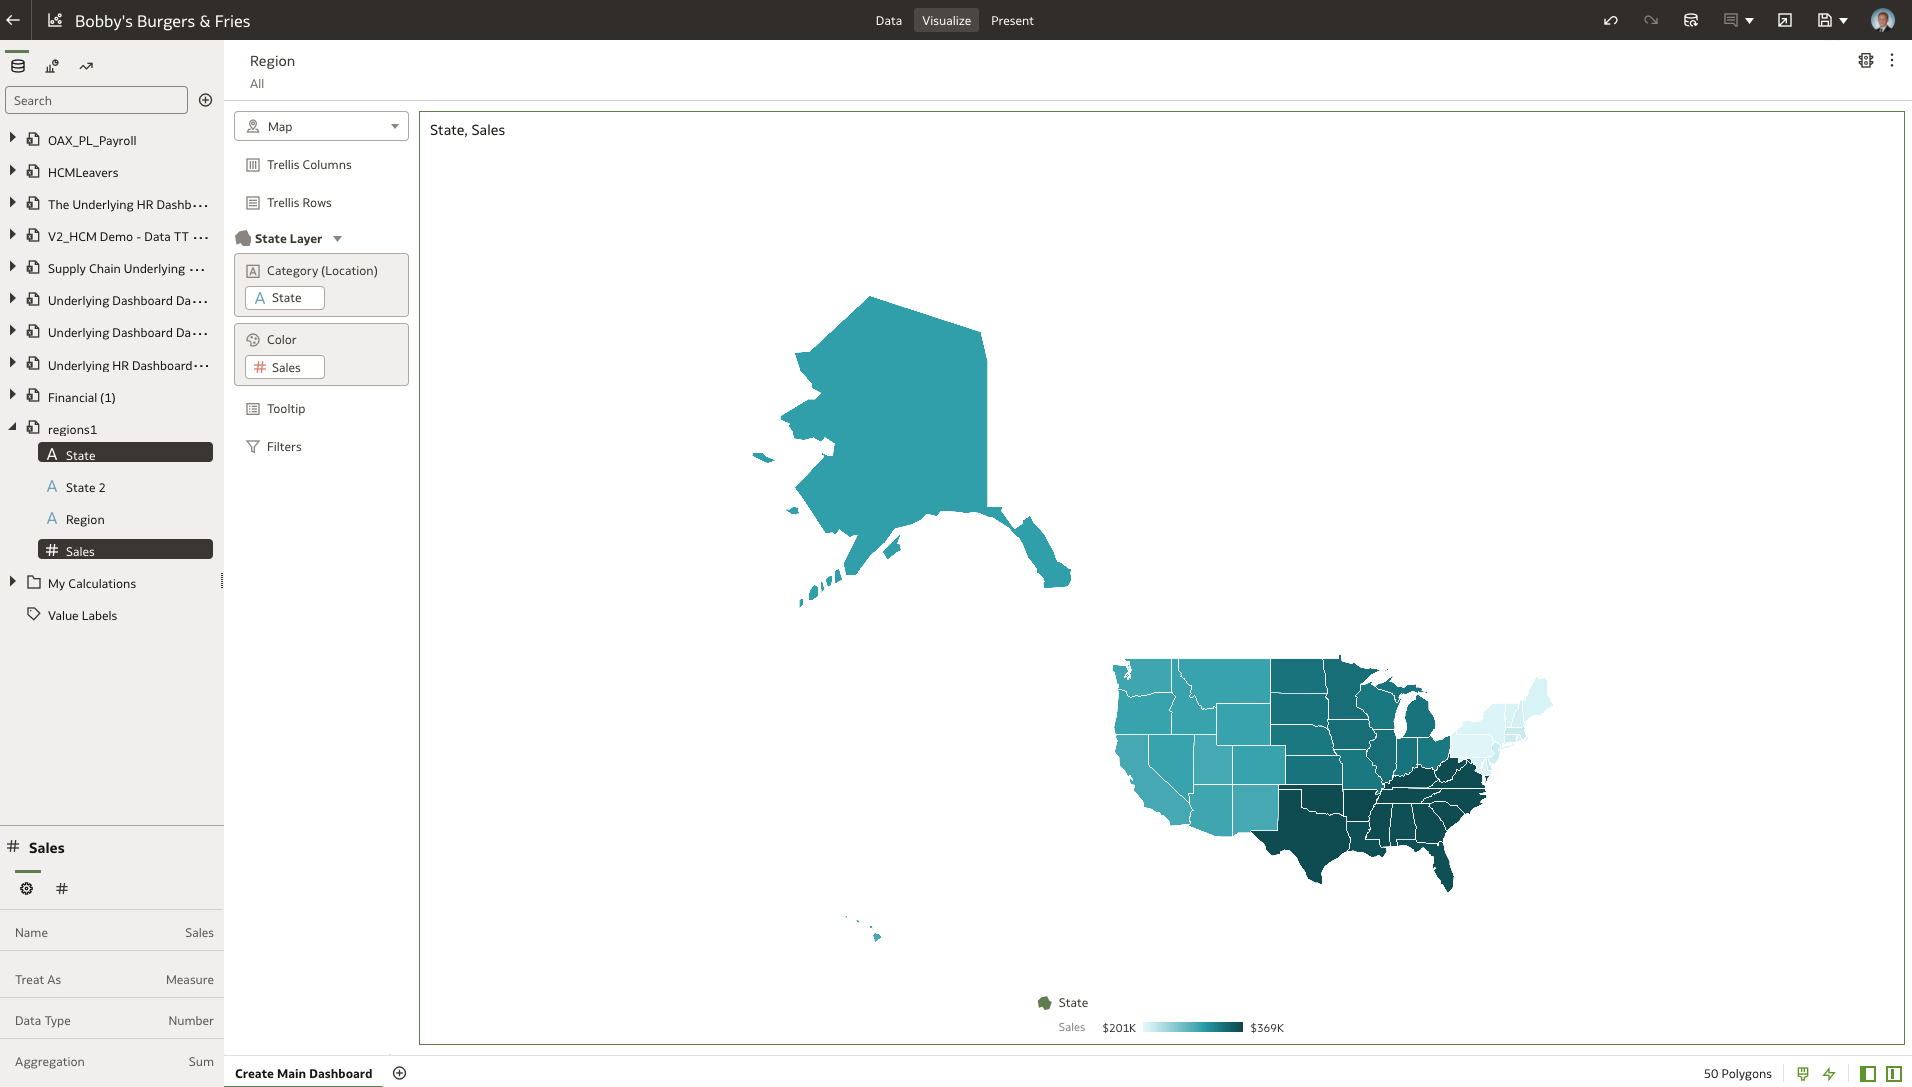 Bobby's Burgers & Fries
Data Visualize Present
Search
OAX_PL_Payroll
HCMLeavers
The Underlying HR Dashb...
V2_HCM Demo - Data TT ...
Supply Chain Underlying ...
Underlying Dashboard Da...
Underlying Dashboard Da...
Underlying HR Dashboard...
Financial (1)
regions1
A State
A State 2
A Region
# Sales
My Calculations
Value Labels
# Sales
#
Name Sales
Treat As Measure
Data Type Number
Aggregation Sum
Region
All
Map
Trellis Columns
Trellis Rows
State Layer
A Category (Location)
A State
Color
# Sales
Tooltip
Filters
State, Sales
State
Sales $201K $369K
Create Main Dashboard
50 Polygons